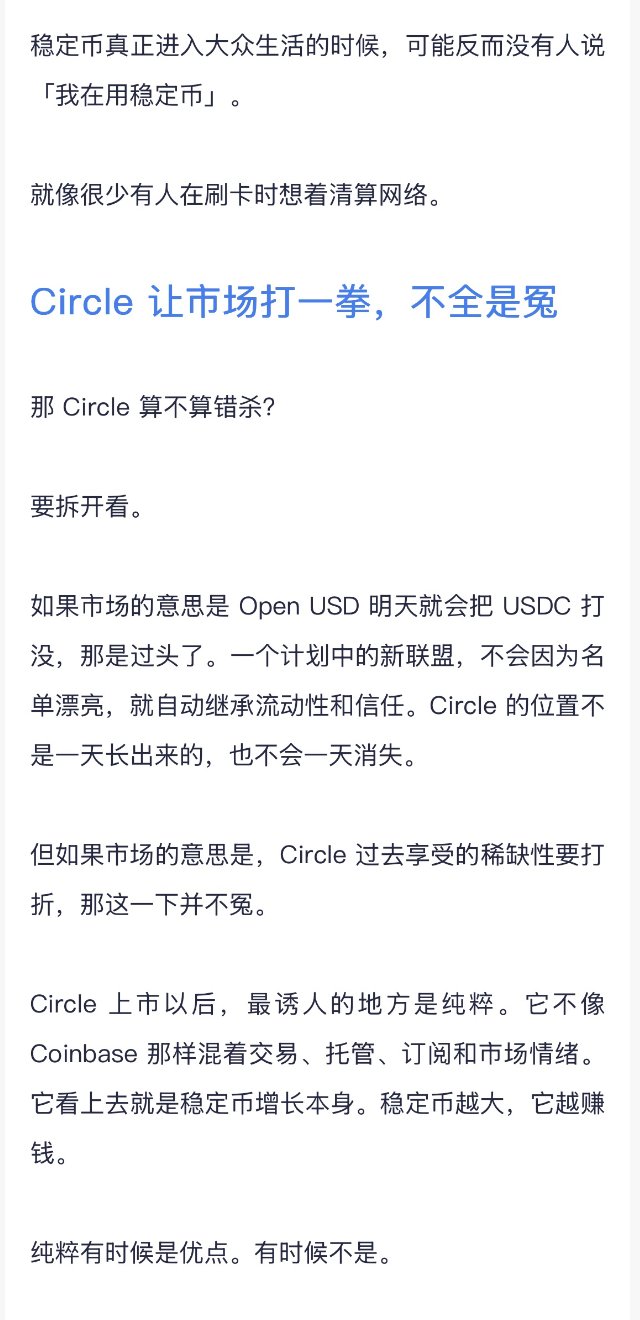 稳定币真正进入大众生活的时候，可能反而没有人说
「我在用稳定币」。
就像很少有人在刷卡时想着清算网络。
Circle 让市场打一拳，不全是冤
那 Circle 算不算错杀？
要拆开看。
如果市场的意思是 Open USD 明天就会把 USDC 打
没，那是过头了。一个计划中的新联盟，不会因为名
单漂亮，就自动继承流动性和信任。Circle 的位置不
是一天长出来的，也不会一天消失。
但如果市场的意思是，Circle 过去享受的稀缺性要打
折，那这一下并不冤。
Circle 上市以后，最诱人的地方是纯粹。它不像
Coinbase 那样混着交易、托管、订阅和市场情绪。
它看上去就是稳定币增长本身。稳定币越大，它越赚
钱。
纯粹有时候是优点。有时候不是。